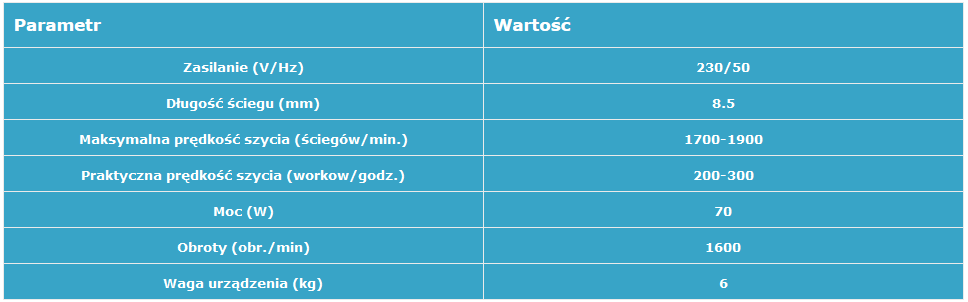 Parametr Wartość
Zasilanie (V/Hz) 230/50
Długość ściegu (mm) 8.5
Maksymalna prędkość szycia (ściegów/min.) 1700-1900
Praktyczna prędkość szycia (workow/godz.) 200-300
Moc (W) 70
Obroty (obr./min) 1600
Waga urządzenia (kg) 6